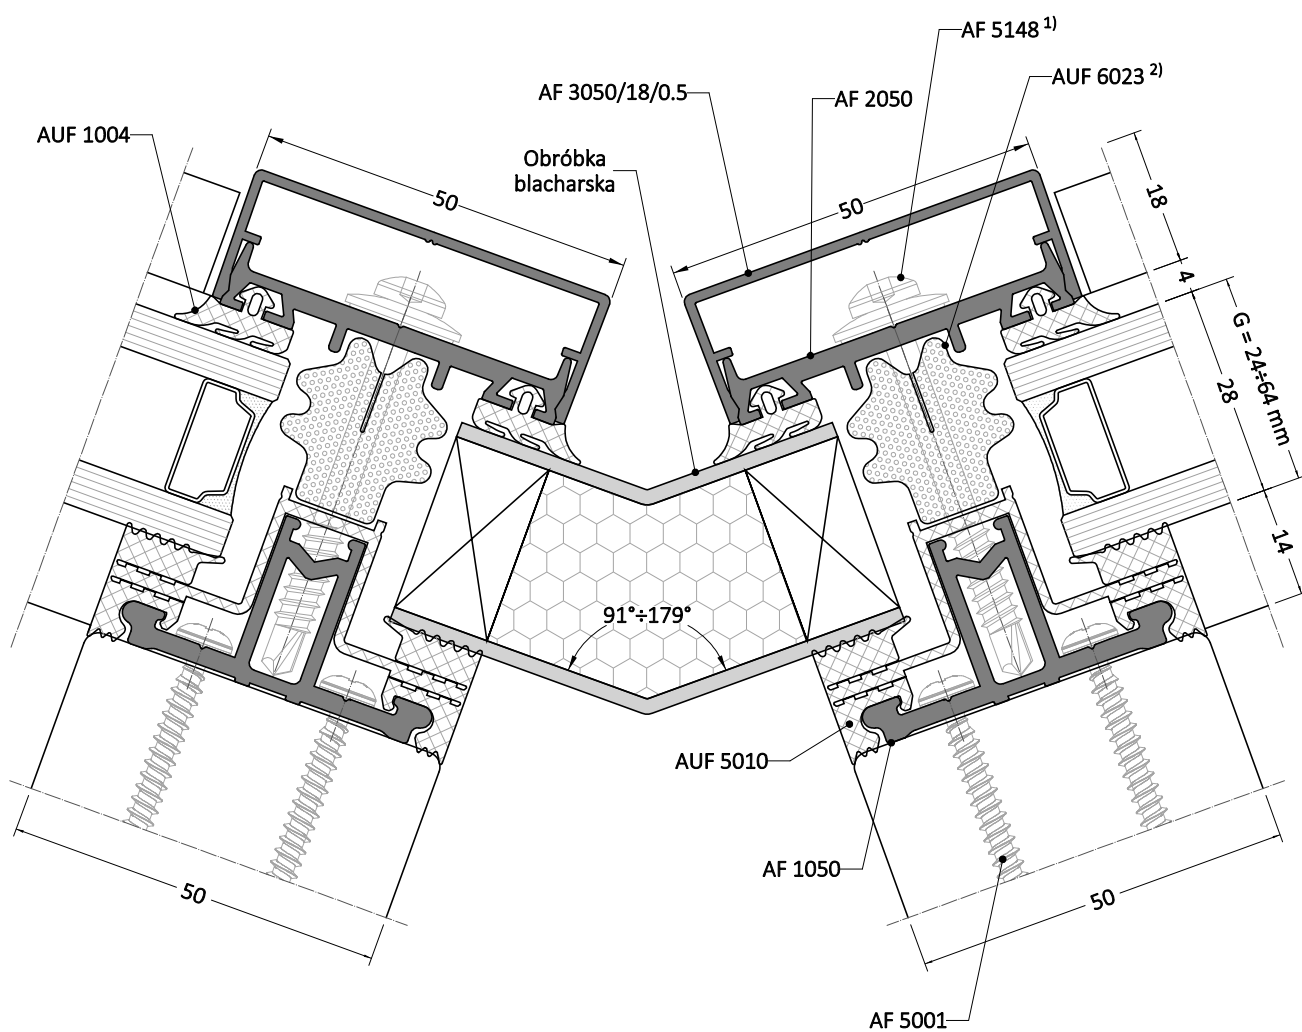 AF 5148 1)
AUF 6023 2)
AF 3050/18/0.5
AF 2050
AUF 1004
Obróbka
blacharska
50
50
18
4
G = 24÷64 mm
28
14
91°÷179°
AUF 5010
AF 1050
50
50
AF 5001